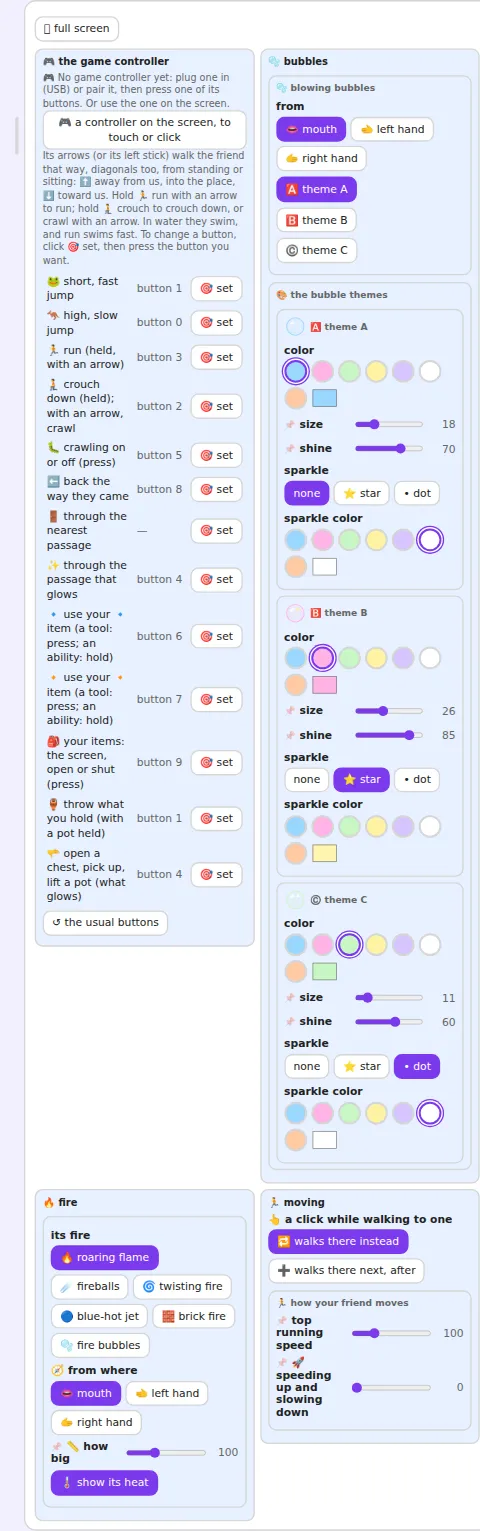 full screen
🎮 the game controller
🎮 No game controller yet: plug one in
(USB) or pair it, then press one of its
buttons. Or use the one on the screen.
🎮 a controller on the screen, to
touch or click
Its arrows (or its left stick) walk the friend
that way, diagonals too, from standing or
sitting: ⬆️ away from us, into the place,
⬇️ toward us. Hold 🏃 run with an arrow
to run; hold 🧎 crouch to crouch down, or
crawl with an arrow. In water they swim,
and run swims fast. To change a button,
click 🎯 set, then press the button you
want.
🐸 short, fast
jump
button 1
🎯 set
🦘 high, slow
jump
button 0
🎯 set
🏃 run (held,
with an arrow)
button 3
🎯 set
🧎 crouch
down (held);
with an arrow,
crawl
button 2
🎯 set
🐛 crawling on
or off (press)
button 5
🎯 set
⬅️ back the
way they came
button 8
🎯 set
🚪 through the
nearest
passage
—
🎯 set
✨ through the
passage that
glows
button 4
🎯 set
🔹 use your 🔹
item (a tool:
press; an
ability: hold)
button 6
🎯 set
🔸 use your 🔸
item (a tool:
press; an
ability: hold)
button 7
🎯 set
🎒 your items:
the screen,
open or shut
(press)
button 9
🎯 set
🏺 throw what
you hold (with
a pot held)
button 1
🎯 set
🫴 open a
chest, pick up,
lift a pot (what
glows)
button 4
🎯 set
↺ the usual buttons
🫧 bubbles
🫧 blowing bubbles
from
👄 mouth
🫲 left hand
🫱 right hand
🅰️ theme A
🅱️ theme B
©️ theme C
🎨 the bubble themes
🅰️ theme A
color
📌 size 18
📌 shine 70
sparkle
none ⭐ star • dot
sparkle color
🅱️ theme B
color
📌 size 26
📌 shine 85
sparkle
none ⭐ star • dot
sparkle color
©️ theme C
color
📌 size 11
📌 shine 60
sparkle
none ⭐ star • dot
sparkle color
🔥 fire
its fire
🔥 roaring flame
☄️ fireballs 🌀 twisting fire
🔵 blue-hot jet 🧱 brick fire
🫧 fire bubbles
🧭 from where
👄 mouth 🫲 left hand
🫱 right hand
📌 📏 how
big
100
🌡️ show its heat
🏃 moving
👆 a click while walking to one
🔁 walks there instead
➕ walks there next, after
🏃 how your friend moves
📌 top
running
speed
100
📌 🚀
speeding
up and
slowing
down
0